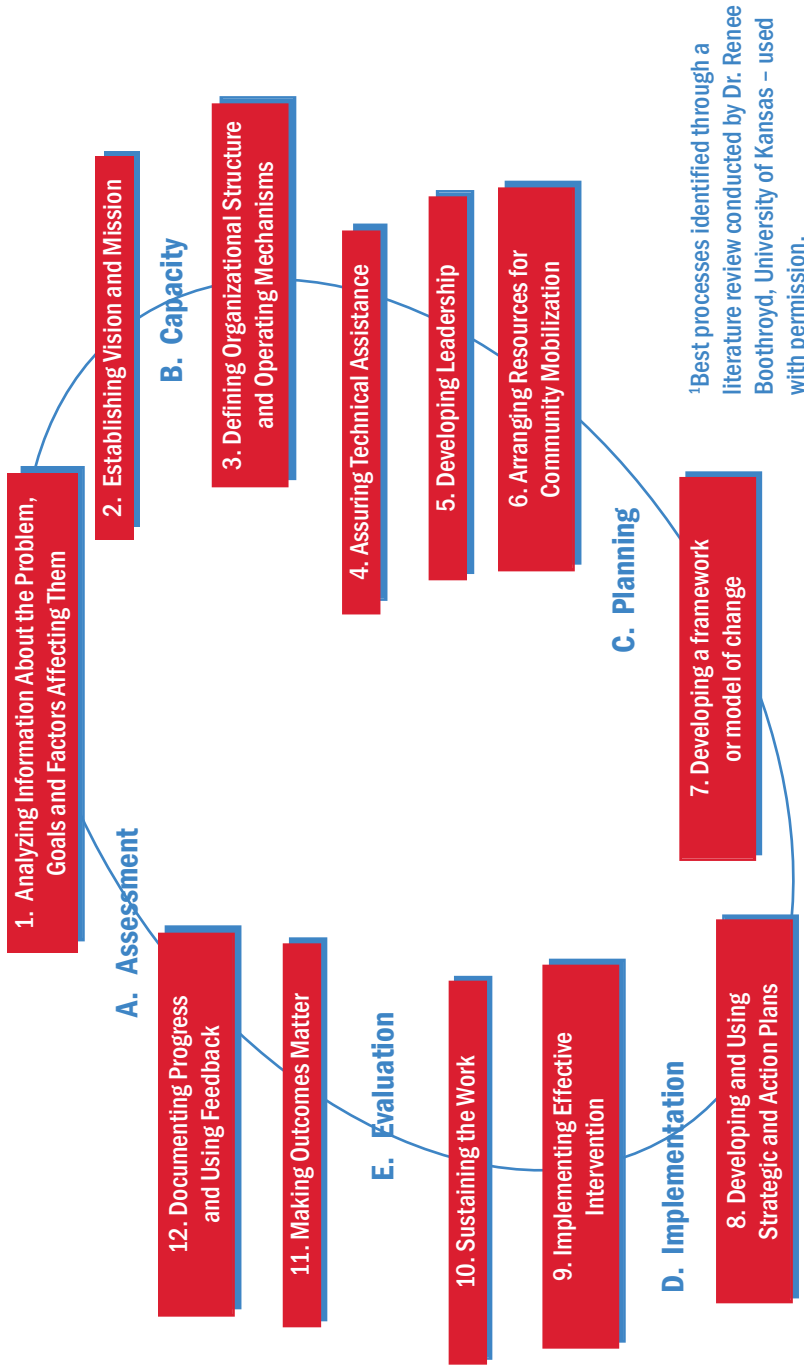 1. Analyzing Information About the Problem,
Goals and Factors Affecting Them
A. Assessment
2. Establishing Vision and Mission
B. Capacity
3. Defining Organizational Structure
and Operating Mechanisms
4. Assuring Technical Assistance
5. Developing Leadership
6. Arranging Resources for
Community Mobilization
C. Planning
7. Developing a framework
or model of change
8. Developing and Using
Strategic and Action Plans
D. Implementation
9. Implementing Effective
Intervention
10. Sustaining the Work
E. Evaluation
11. Making Outcomes Matter
12. Documenting Progress
and Using Feedback
¹Best processes identified through a
literature review conducted by Dr. Renee
Boothroyd, University of Kansas – used
with permission.